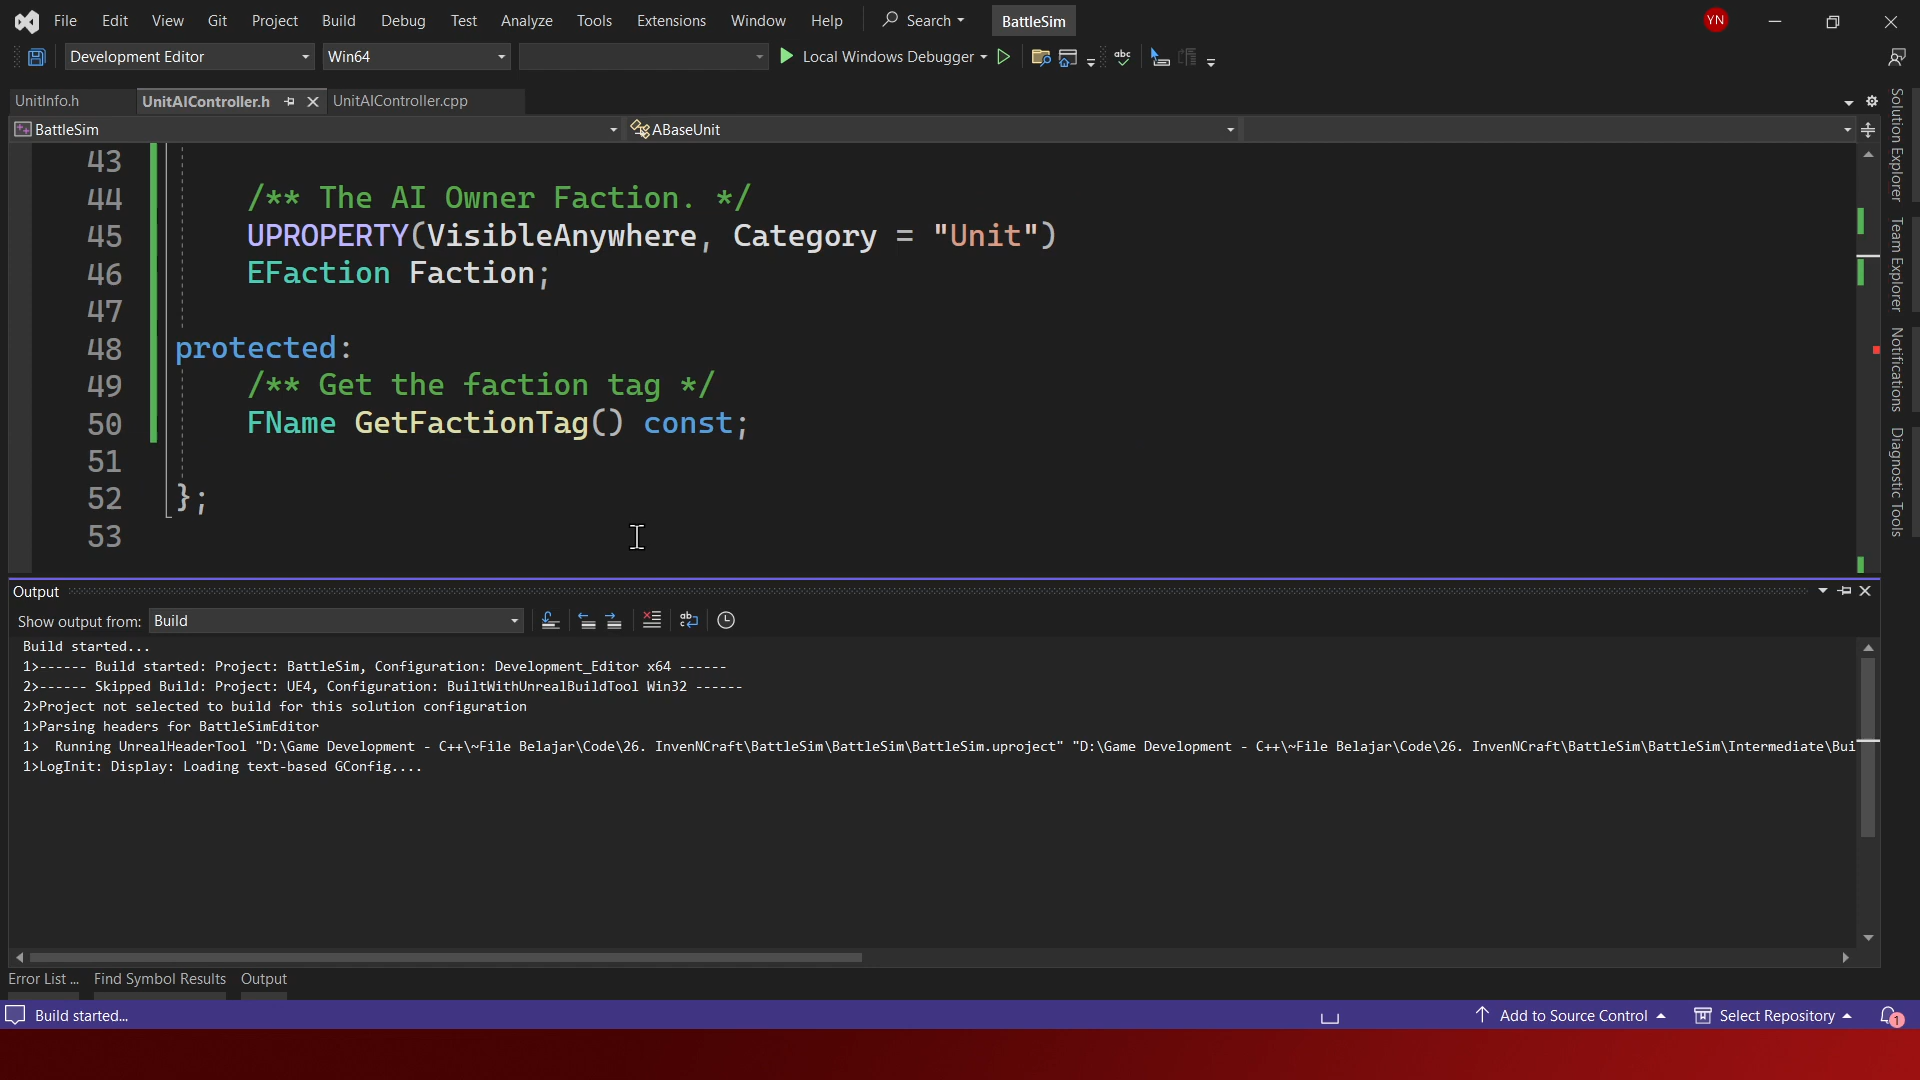 File Edit View Git Project Build Debug Test Analyze Tools Extensions Window Help Search BattleSim YN
Development Editor Win64 Local Windows Debugger
UnitInfo.h UnitAIController.h UnitAIController.cpp
BattleSim ABaseUnit
43
44 /** The AI Owner Faction. */
45 UPROPERTY(VisibleAnywhere, Category = "Unit")
46 EFaction Faction;
47
48 protected:
49 /** Get the faction tag */
50 FName GetFactionTag() const;
51
52 };
53
Solution Explorer
Team Explorer
Notifications
Diagnostic Tools
Output
Show output from: Build
Build started...
1>------ Build started: Project: BattleSim, Configuration: Development_Editor x64 ------
2>------ Skipped Build: Project: UE4, Configuration: BuiltWithUnrealBuildTool Win32 ------
2>Project not selected to build for this solution configuration
1>Parsing headers for BattleSimEditor
1>  Running UnrealHeaderTool "D:\Game Development - C++\~File Belajar\Code\26. InvenNCraft\BattleSim\BattleSim\BattleSim.uproject" "D:\Game Development - C++\~File Belajar\Code\26. InvenNCraft\BattleSim\BattleSim\Intermediate\Bui
1>LogInit: Display: Loading text-based GConfig....
Error List ... Find Symbol Results Output
Build started... Add to Source Control Select Repository 1